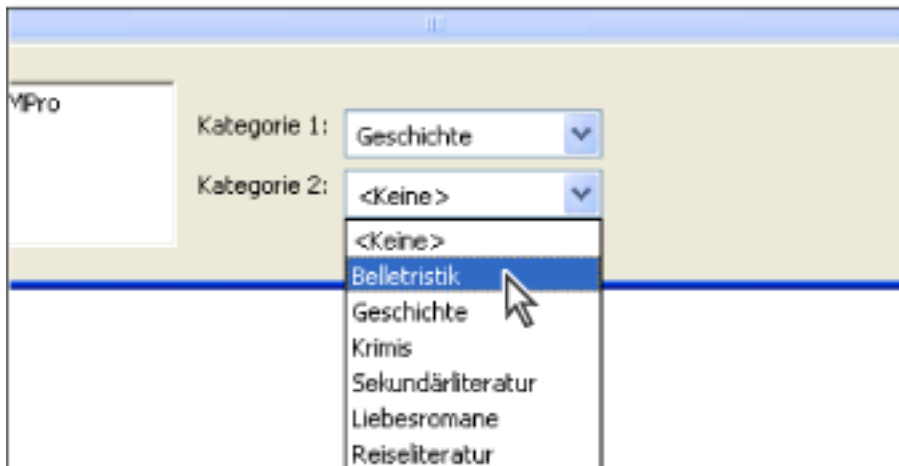 MPro
Kategorie 1:
Geschichte
Kategorie 2:
<Keine>
<Keine>
Belletristik
Geschichte
Krimis
Sekundärliteratur
Liebesromane
Reiseliteratur